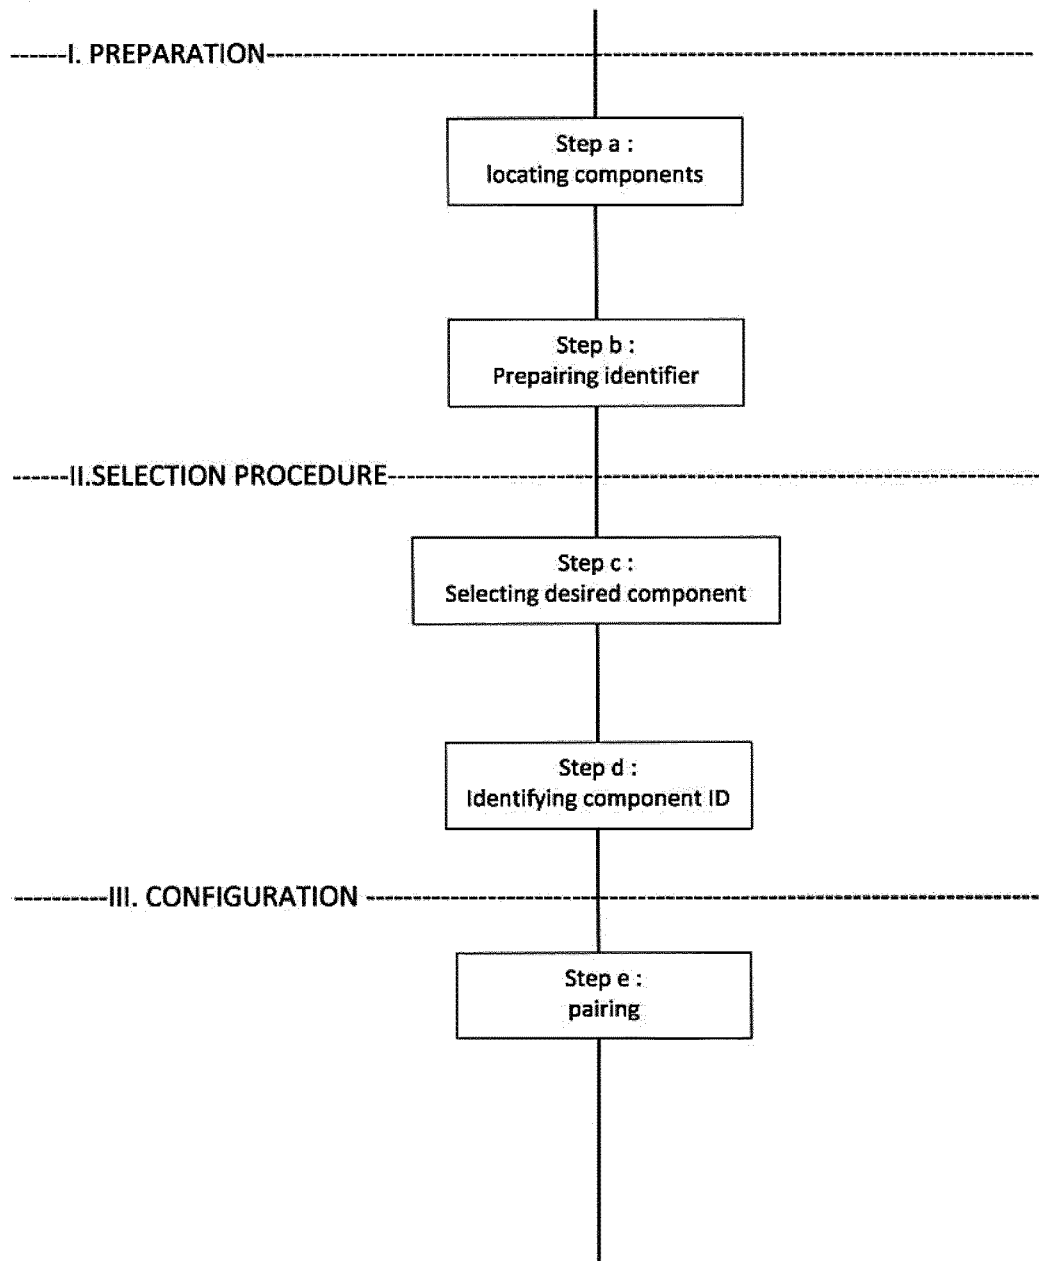 I. PREPARATION
Step a :
locating components
Step b :
Prepairing identifier
II.SELECTION PROCEDURE
Step c :
Selecting desired component
Step d :
Identifying component ID
III. CONFIGURATION
Step e :
pairing